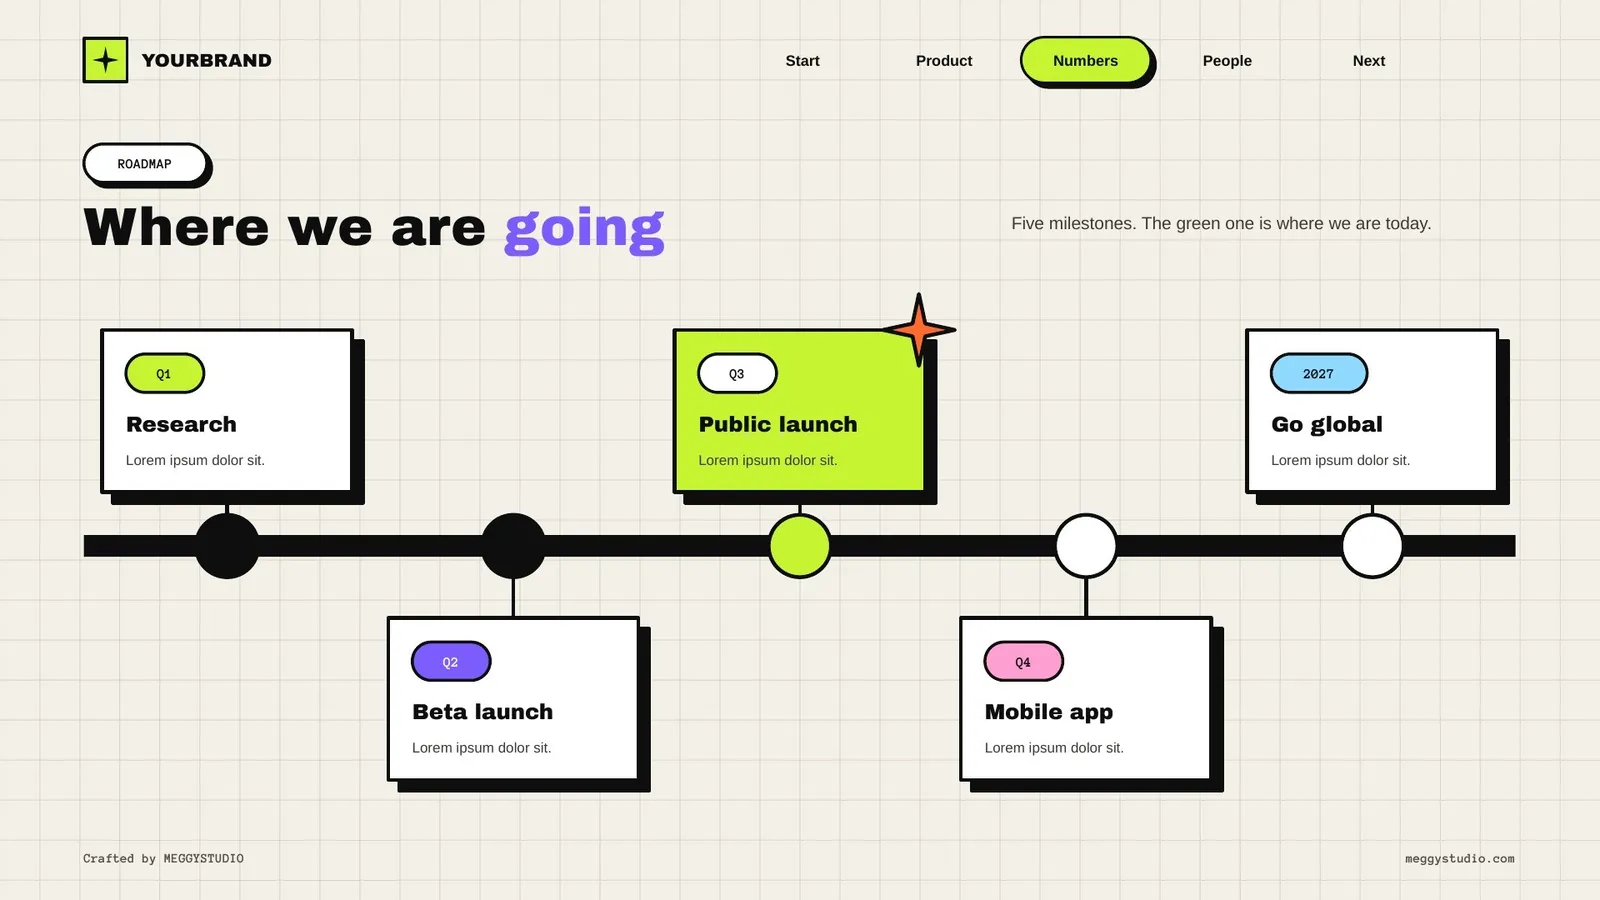 YOURBRAND
Start
Product
Numbers
People
Next
ROADMAP
Where we are going
Five milestones. The green one is where we are today.
Q1
Research
Lorem ipsum dolor sit.
Q3
Public launch
Lorem ipsum dolor sit.
2027
Go global
Lorem ipsum dolor sit.
Q2
Beta launch
Lorem ipsum dolor sit.
Q4
Mobile app
Lorem ipsum dolor sit.
Crafted by MEGGYSTUDIO
meggystudio.com